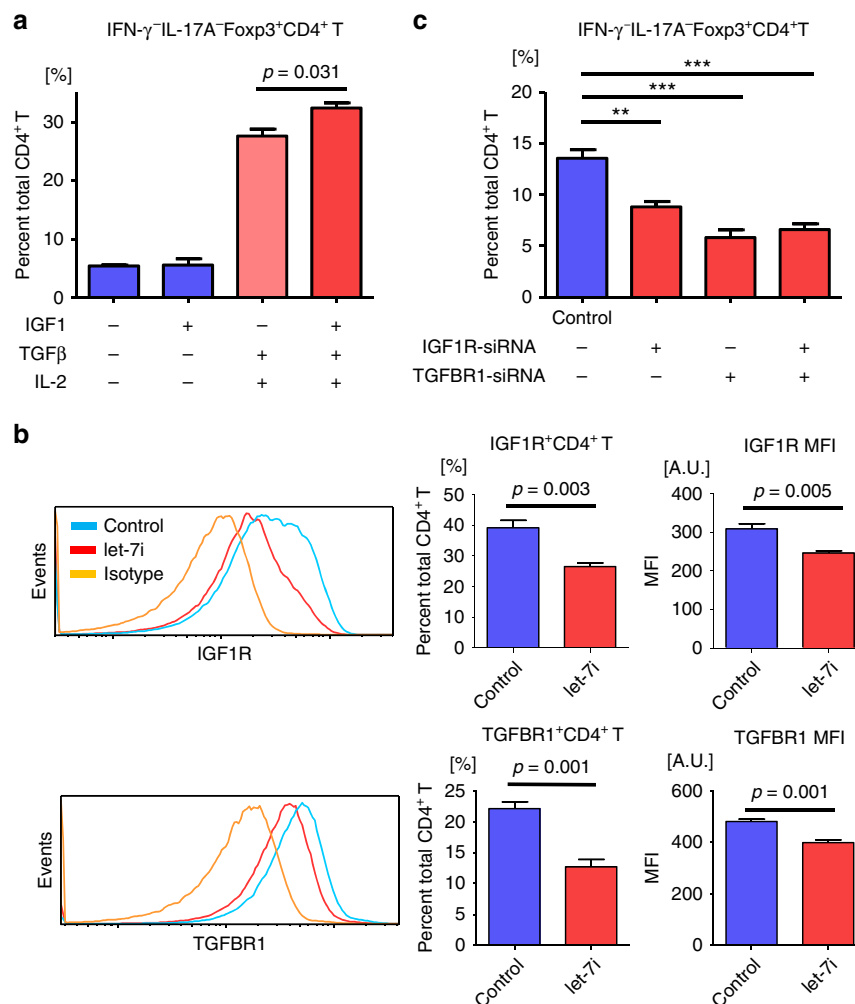 a
IFN-γ⁻IL-17A⁻Foxp3⁺CD4⁺ T
[%]
p = 0.031
Percent total CD4⁺ T
30
20
10
0
IGF1 – + – +
TGFβ – – + +
IL-2 – – + +
c
IFN-γ⁻IL-17A⁻Foxp3⁺CD4⁺T
[%]
***
***
**
Percent total CD4⁺ T
20
15
10
5
0
Control
IGF1R-siRNA – + – +
TGFBR1-siRNA – – + +
b
Control
let-7i
Isotype
Events
IGF1R
IGF1R⁺CD4⁺ T
[%]
p = 0.003
Percent total CD4⁺ T
50
40
30
20
10
0
Control
let-7i
IGF1R MFI
[A.U.]
p = 0.005
MFI
400
300
200
100
0
Control
let-7i
Events
TGFBR1
TGFBR1⁺CD4⁺ T
[%]
p = 0.001
Percent total CD4⁺ T
25
20
15
10
5
0
Control
let-7i
TGFBR1 MFI
[A.U.]
p = 0.001
MFI
600
400
200
0
Control
let-7i